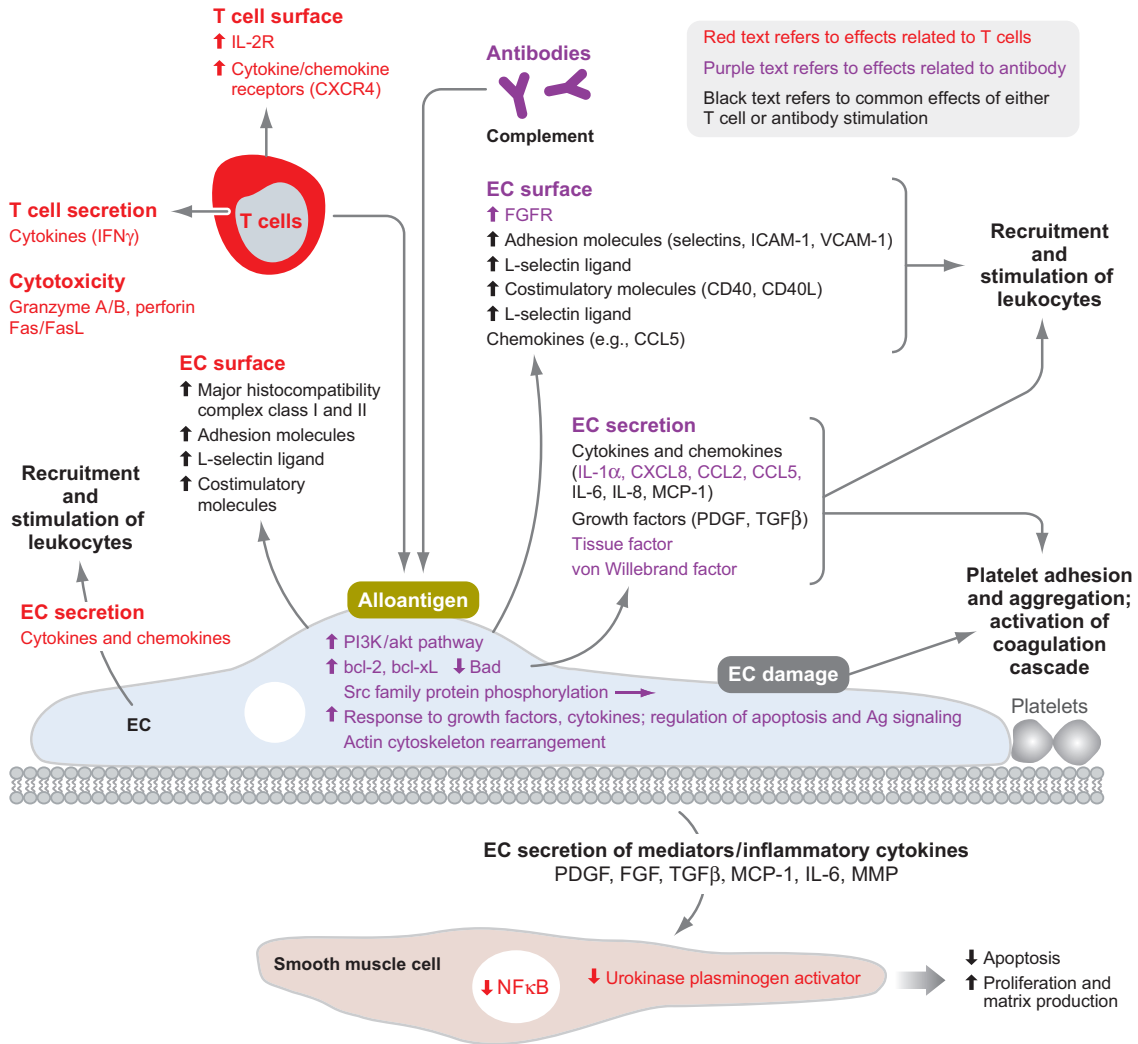 T cell surface
↑ IL-2R
↑ Cytokine/chemokine
receptors (CXCR4)
Antibodies
Complement
Red text refers to effects related to T cells
Purple text refers to effects related to antibody
Black text refers to common effects of either
T cell or antibody stimulation
T cells
T cell secretion
Cytokines (IFNγ)
Cytotoxicity
Granzyme A/B, perforin
Fas/FasL
EC surface
↑ FGFR
↑ Adhesion molecules (selectins, ICAM-1, VCAM-1)
↑ L-selectin ligand
↑ Costimulatory molecules (CD40, CD40L)
↑ L-selectin ligand
Chemokines (e.g., CCL5)
Recruitment
and
stimulation of
leukocytes
EC surface
↑ Major histocompatibility
complex class I and II
↑ Adhesion molecules
↑ L-selectin ligand
↑ Costimulatory
molecules
Recruitment
and
stimulation of
leukocytes
EC secretion
Cytokines and chemokines
EC secretion
Cytokines and chemokines
(IL-1α, CXCL8, CCL2, CCL5,
IL-6, IL-8, MCP-1)
Growth factors (PDGF, TGFβ)
Tissue factor
von Willebrand factor
Platelet adhesion
and aggregation;
activation of
coagulation
cascade
Alloantigen
↑ PI3K/akt pathway
↑ bcl-2, bcl-xL ↓ Bad
Src family protein phosphorylation →
↑ Response to growth factors, cytokines; regulation of apoptosis and Ag signaling
Actin cytoskeleton rearrangement
EC
EC damage
Platelets
EC secretion of mediators/inflammatory cytokines
PDGF, FGF, TGFβ, MCP-1, IL-6, MMP
Smooth muscle cell
↓ NFκB
↓ Urokinase plasminogen activator
↓ Apoptosis
↑ Proliferation and
matrix production